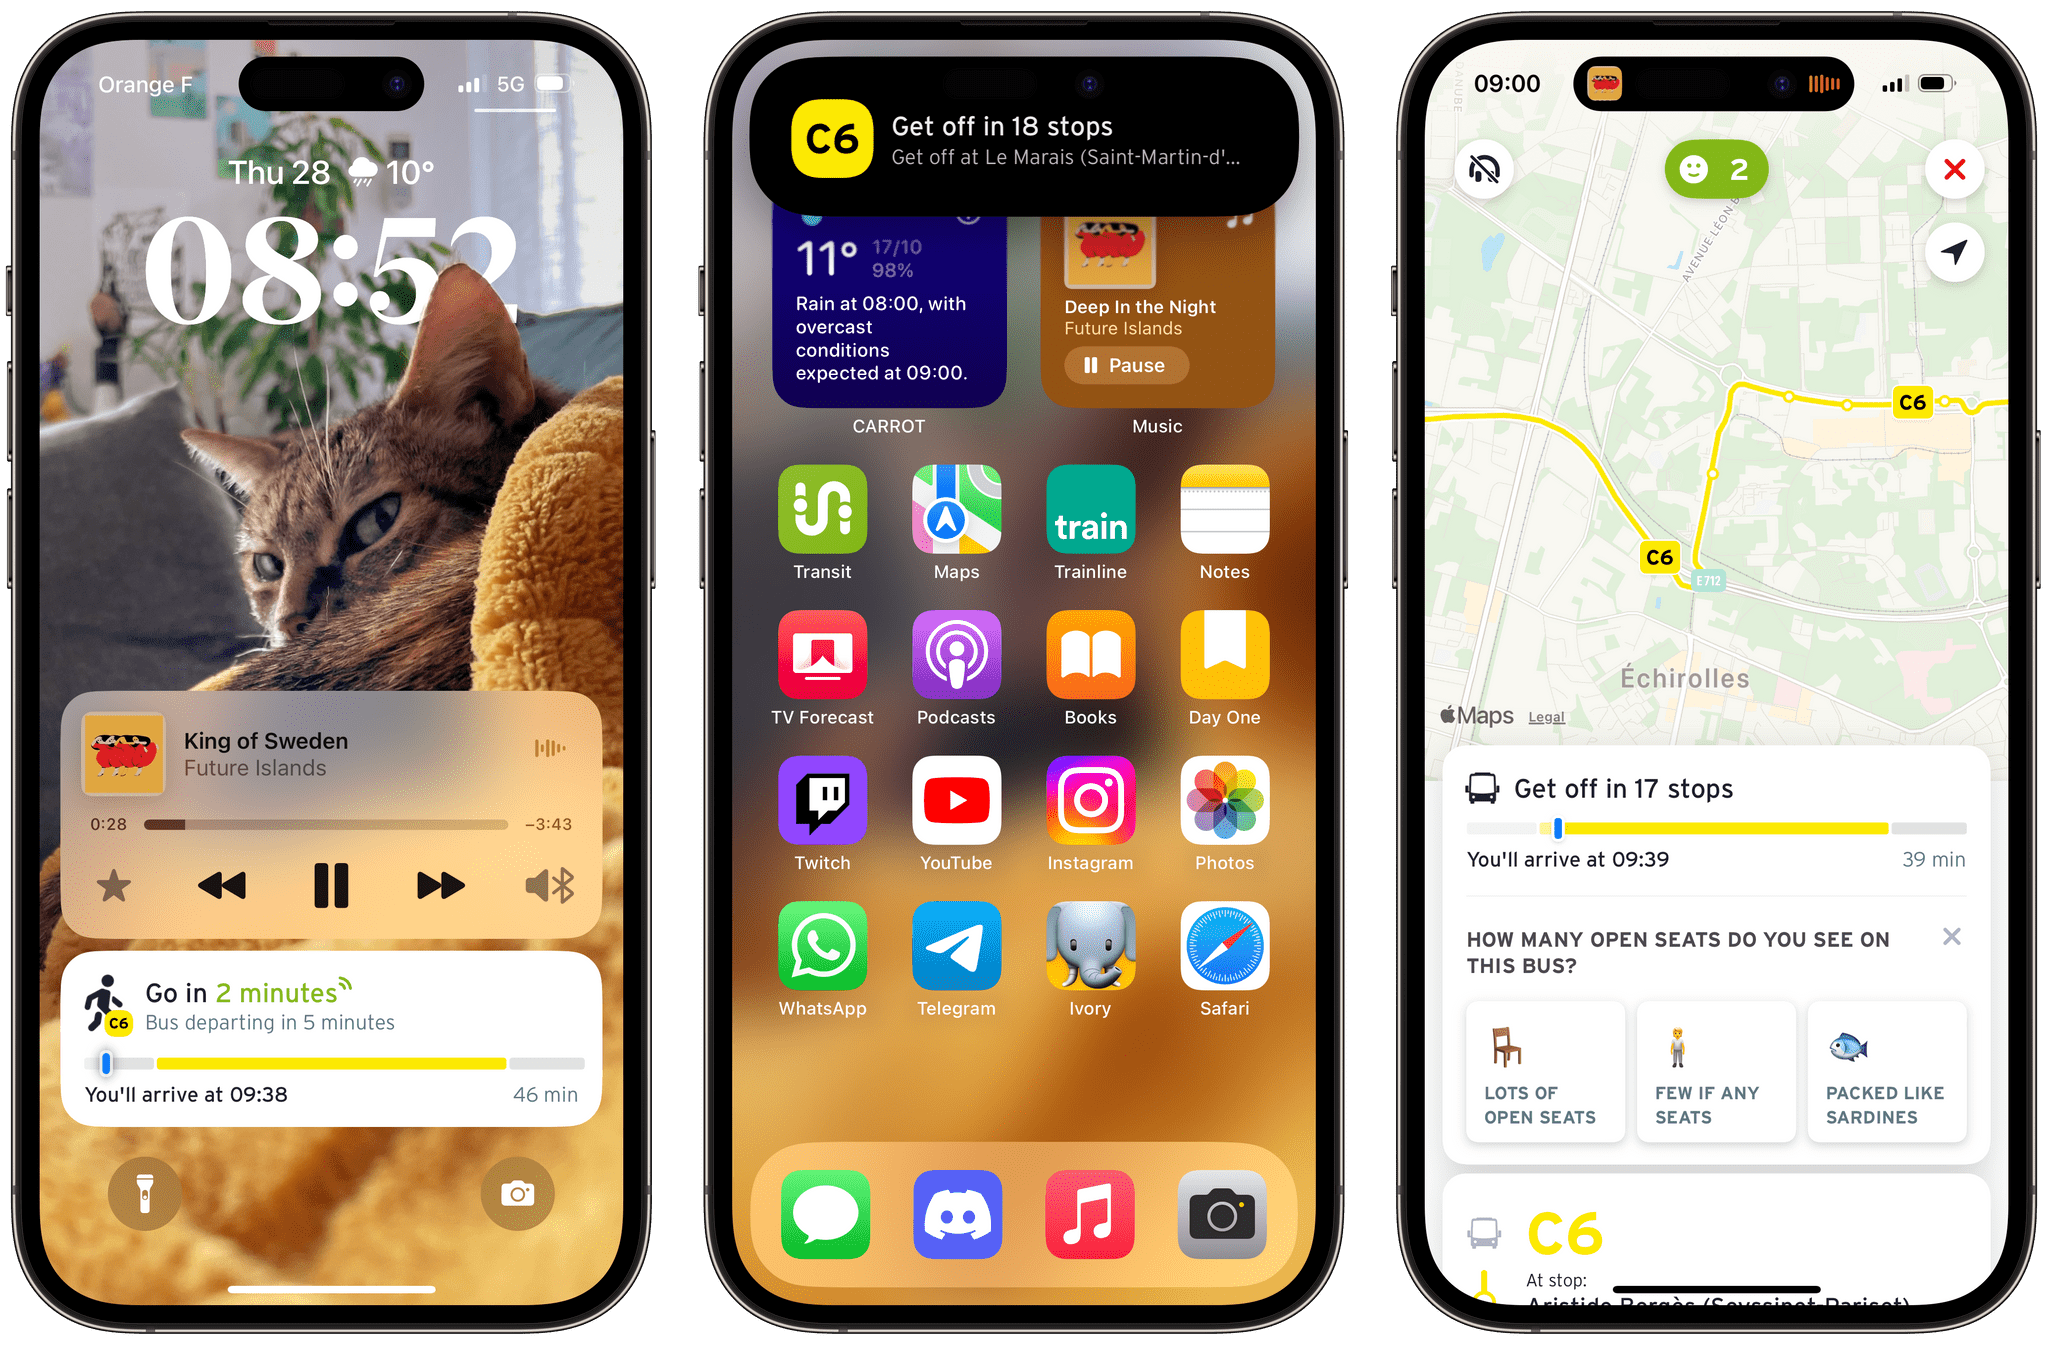 Orange F
5G
Thu 28 10°
08:52
King of Sweden
Future Islands
0:28
−3:43
Go in 2 minutes
C6
Bus departing in 5 minutes
You'll arrive at 09:38
46 min
C6
Get off in 18 stops
Get off at Le Marais (Saint-Martin-d'...
11°
17/10
98%
Rain at 08:00, with
overcast
conditions
expected at 09:00.
CARROT
Deep In the Night
Future Islands
Pause
Music
train
Transit
Maps
Trainline
Notes
TV Forecast
Podcasts
Books
Day One
Twitch
YouTube
Instagram
Photos
WhatsApp
Telegram
Ivory
Safari
09:00
DANUBE
2
AVENUE LÉON B
C6
C6
E712
Échirolles
Maps
Legal
Get off in 17 stops
You'll arrive at 09:39
39 min
HOW MANY OPEN SEATS DO YOU SEE ON
THIS BUS?
LOTS OF
OPEN SEATS
FEW IF ANY
SEATS
PACKED LIKE
SARDINES
C6
At stop:
Aristide Bergès (Seyssinet-Pariset)